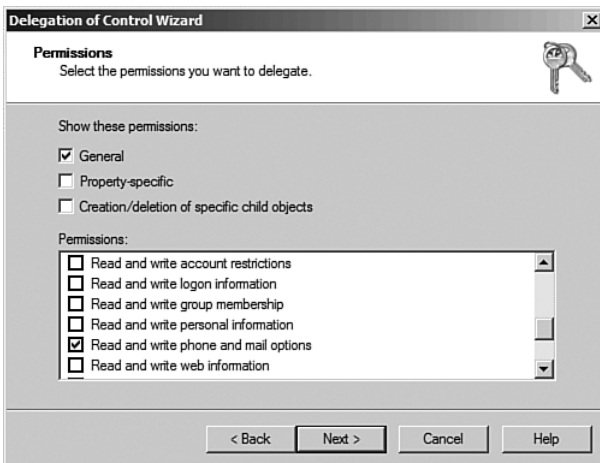 Delegation of Control Wizard
Permissions
Select the permissions you want to delegate.
Show these permissions:
General
Property-specific
Creation/deletion of specific child objects
Permissions:
Read and write account restrictions
Read and write logon information
Read and write group membership
Read and write personal information
Read and write phone and mail options
Read and write web information
< Back Next > Cancel Help